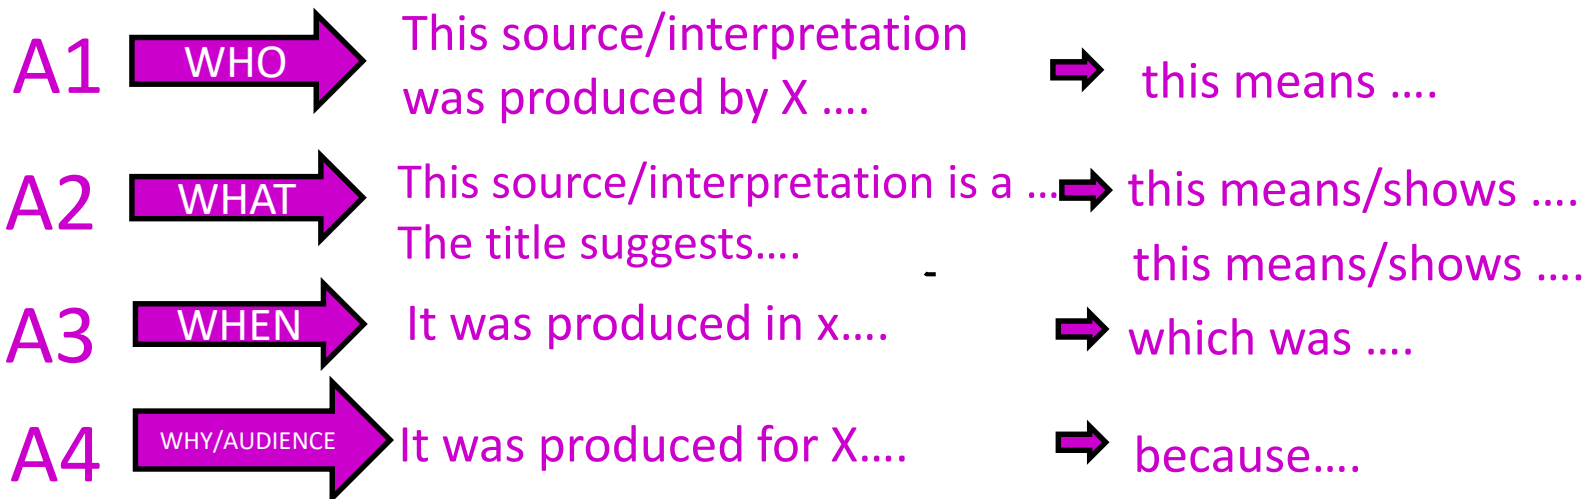 A1 WHO This source/interpretation
was produced by X .... this means ....
A2 WHAT This source/interpretation is a ... this means/shows ....
The title suggests.... this means/shows ....
-
A3 WHEN It was produced in x.... which was ....
A4 WHY/AUDIENCE It was produced for X.... because....